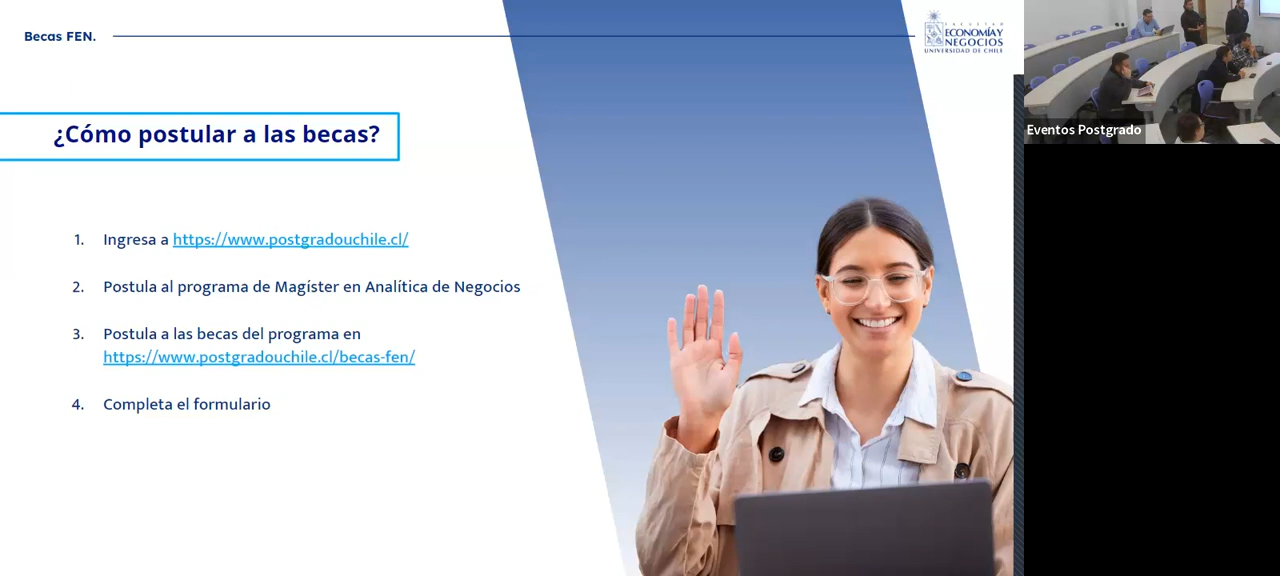 Becas FEN.
FACULTAD
ECONOMÍA Y
NEGOCIOS
UNIVERSIDAD DE CHILE
¿Cómo postular a las becas?
1. Ingresa a https://www.postgradouchile.cl/
2. Postula al programa de Magíster en Analítica de Negocios
3. Postula a las becas del programa en
https://www.postgradouchile.cl/becas-fen/
4. Completa el formulario
Eventos Postgrado